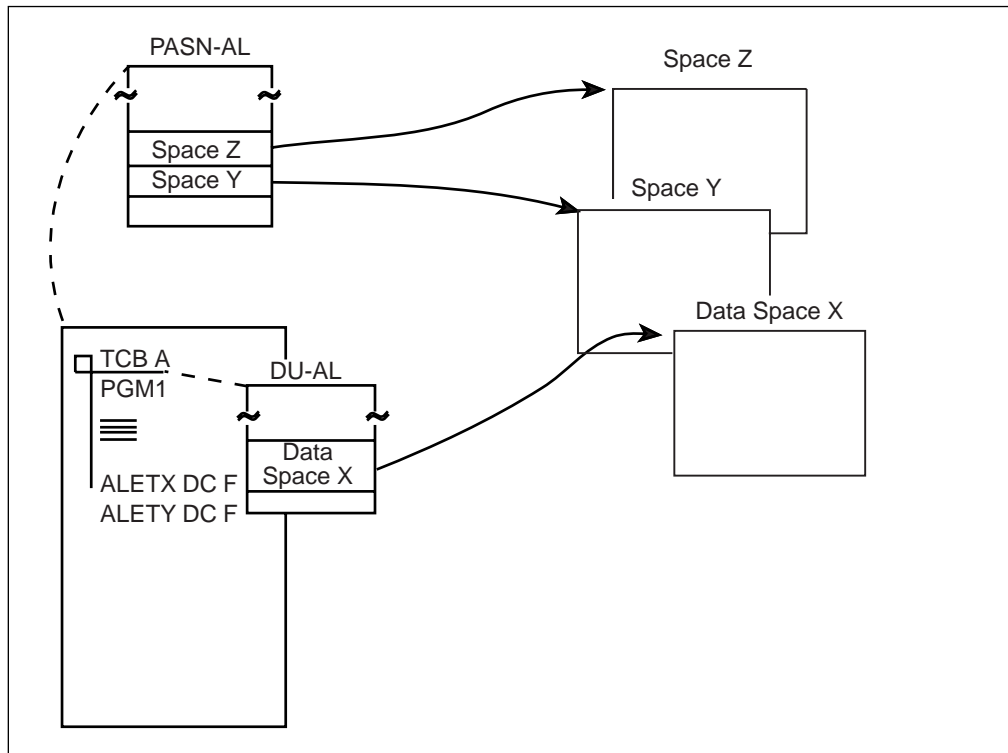 PASN-AL
Space Z
Space Z
Space Y
Space Y
Data Space X
TCB A
PGM1
DU-AL
Data
Space X
ALETX DC F
ALETY DC F